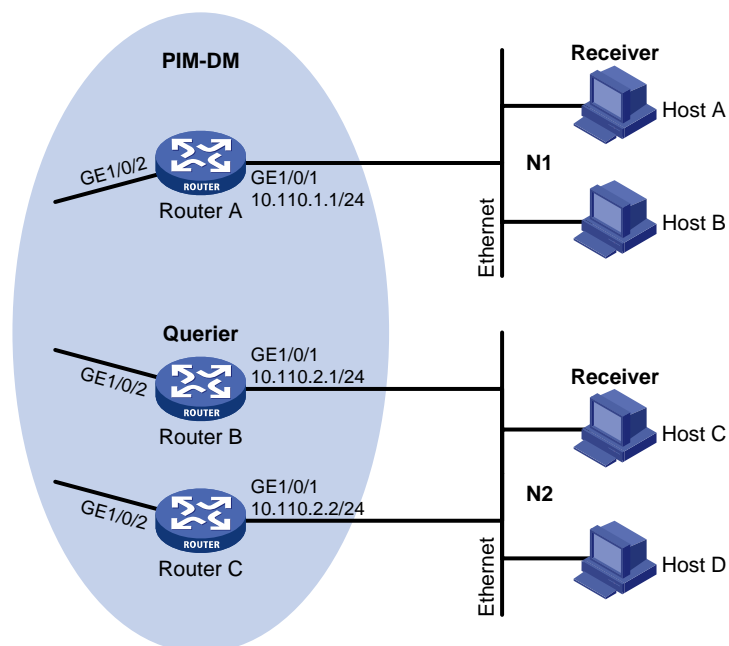 PIM-DM
Receiver
Host A
GE1/0/2
ROUTER
Router A
GE1/0/1
10.110.1.1/24
N1
Ethernet
Host B
Querier
GE1/0/2
ROUTER
Router B
GE1/0/1
10.110.2.1/24
Receiver
Host C
GE1/0/2
ROUTER
Router C
GE1/0/1
10.110.2.2/24
N2
Ethernet
Host D